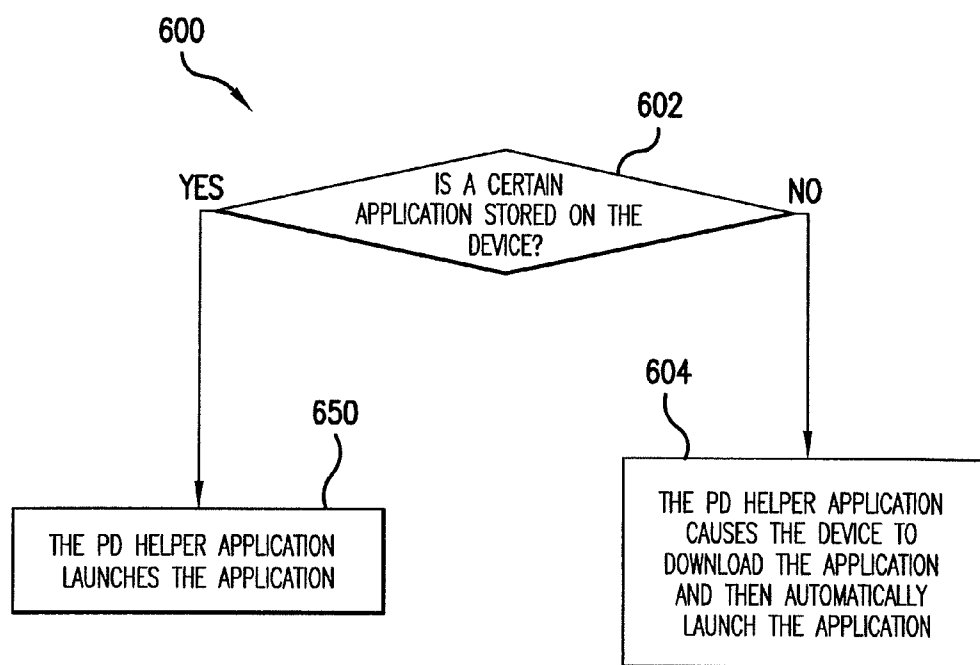 600
602
YES
NO
IS A CERTAIN
APPLICATION STORED ON THE
DEVICE?
604
650
THE PD HELPER APPLICATION
LAUNCHES THE APPLICATION
THE PD HELPER APPLICATION
CAUSES THE DEVICE TO
DOWNLOAD THE APPLICATION
AND THEN AUTOMATICALLY
LAUNCH THE APPLICATION